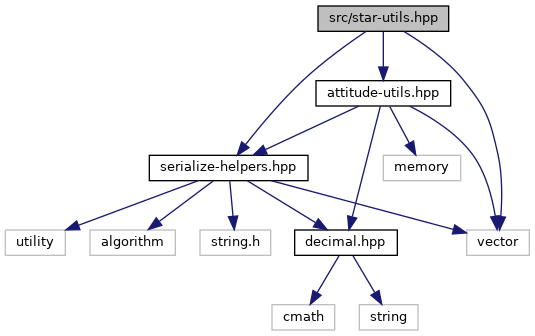 src/star-utils.hpp
attitude-utils.hpp
serialize-helpers.hpp
memory
utility
algorithm
string.h
decimal.hpp
vector
cmath
string